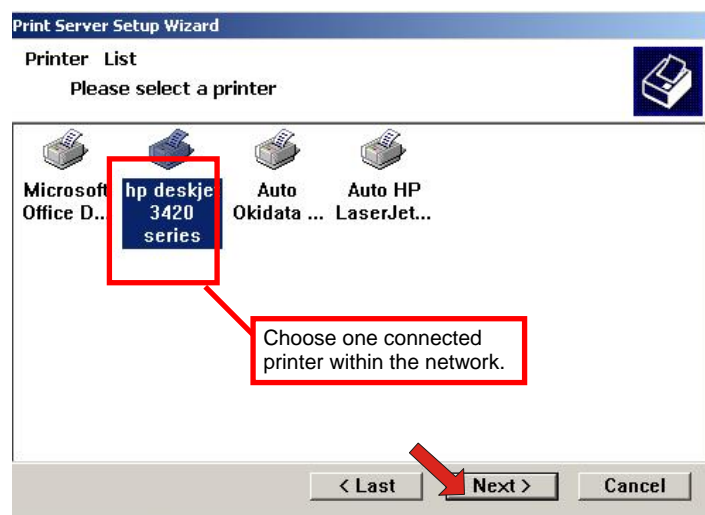 Print Server Setup Wizard
Printer List
Please select a printer
Microsoft
Office D...
hp deskje
3420
series
Auto
Okidata ...
Auto HP
LaserJet...
Choose one connected
printer within the network.
< Last
Next >
Cancel